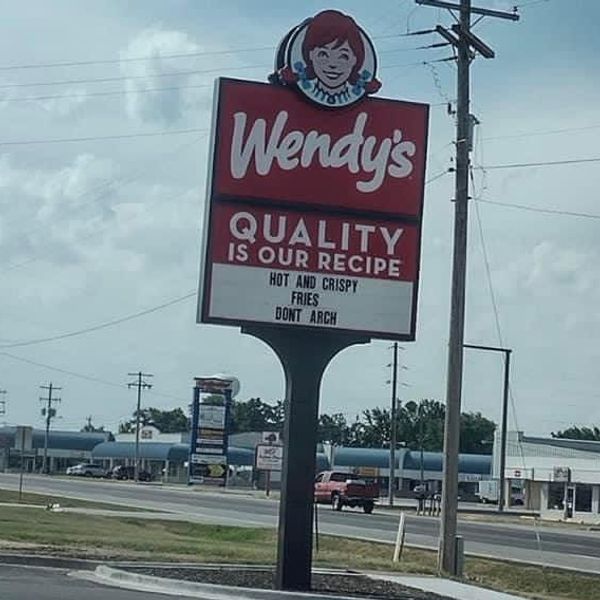 Wendy's
QUALITY
IS OUR RECIPE
HOT AND CRISPY
FRIES
DONT ARCH